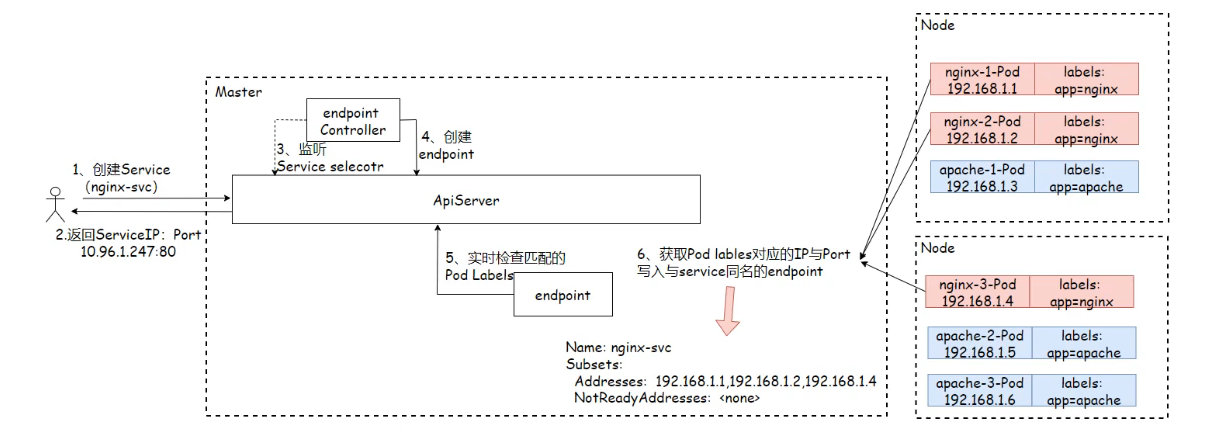 Master
endpoint
Controller
3、监听
Service selecotr
4、创建
endpoint
1、创建Service
（nginx-svc）
ApiServer
2.返回ServiceIP：Port
10.96.1.247:80
5、实时检查匹配的
Pod Labels
endpoint
6、获取Pod lables对应的IP与Port
写入与service同名的endpoint
Name: nginx-svc
Subsets:
Addresses: 192.168.1.1,192.168.1.2,192.168.1.4
NotReadyAddresses: <none>
Node
nginx-1-Pod
192.168.1.1
labels:
app=nginx
nginx-2-Pod
192.168.1.2
labels:
app=nginx
apache-1-Pod
192.168.1.3
labels:
app=apache
Node
nginx-3-Pod
192.168.1.4
labels:
app=nginx
apache-2-Pod
192.168.1.5
labels:
app=apache
apache-3-Pod
192.168.1.6
labels:
app=apache